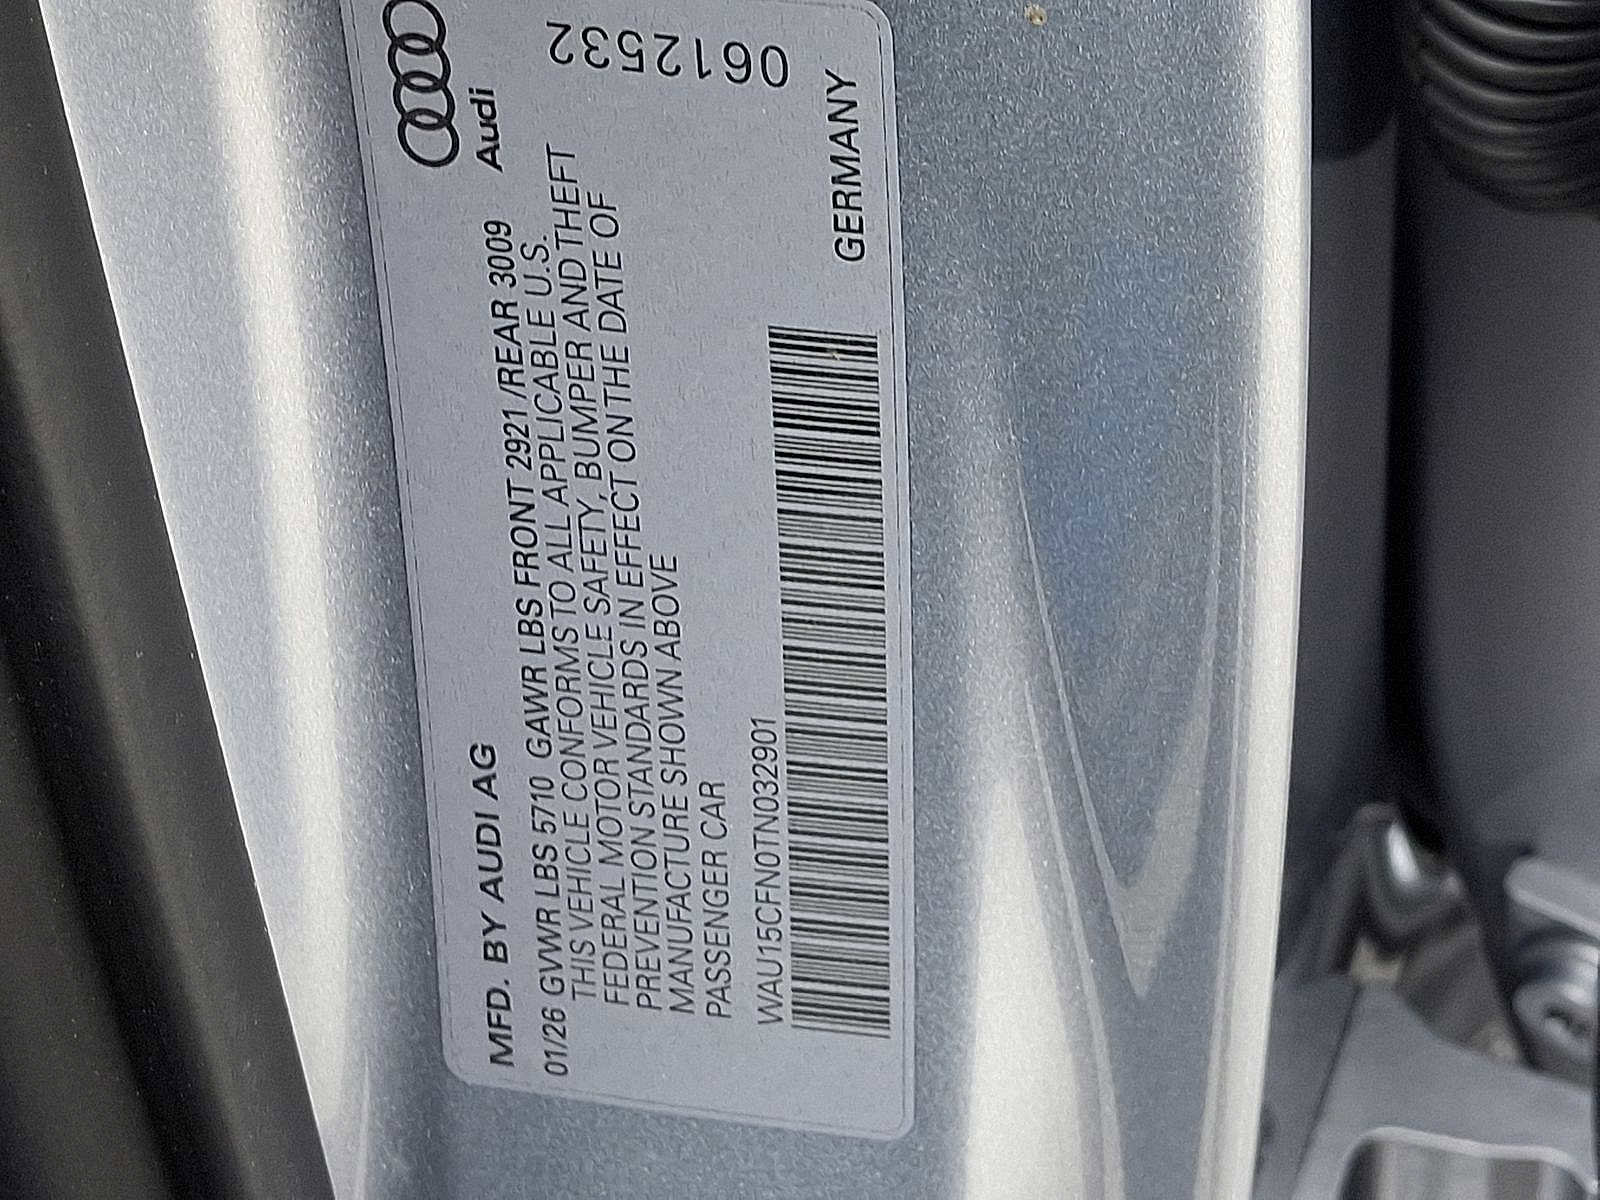 MFD. BY AUDI AG
Audi
01/26 GVWR LBS 5710 GAWR LBS FRONT 2921/REAR 3009
THIS VEHICLE CONFORMS TO ALL APPLICABLE U.S.
FEDERAL MOTOR VEHICLE SAFETY, BUMPER AND THEFT
PREVENTION STANDARDS IN EFFECT ON THE DATE OF
MANUFACTURE SHOWN ABOVE
PASSENGER CAR
WAU15CFN0TN032901
GERMANY
0612532